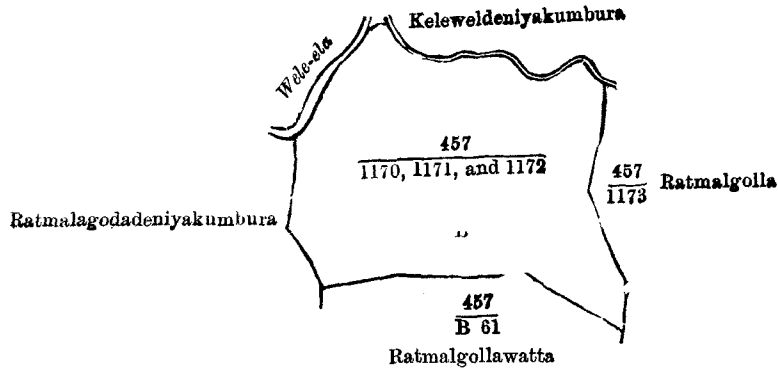 Keleweldeniyakumbura
Wele-ela
457
1170, 1171, and 1172
457
1173 Ratmalgolla
Ratmalagodadeniyakumbura
457
B 61
Ratmalgollawatta